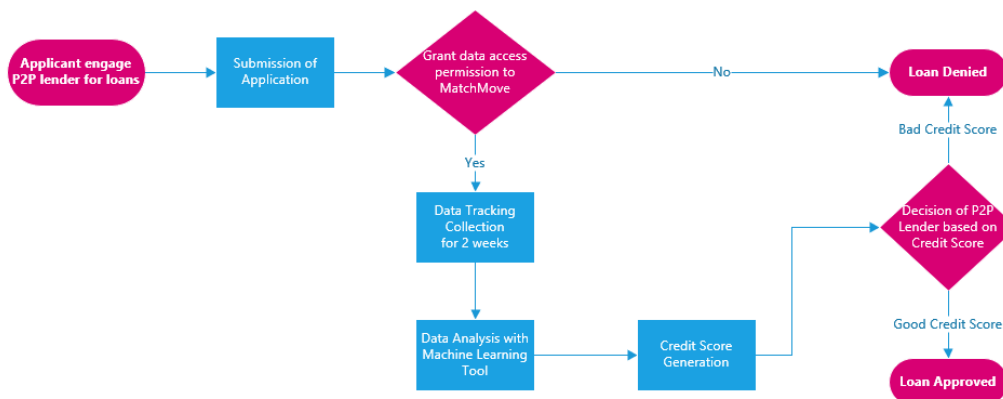 Applicant engage
P2P lender for loans
Submission of
Application
Grant data access
permission to
MatchMove
No
Loan Denied
Bad Credit Score
Yes
Data Tracking
Collection
for 2 weeks
Decision of P2P
Lender based on
Credit Score
Data Analysis with
Machine Learning
Tool
Credit Score
Generation
Good Credit Score
Loan Approved